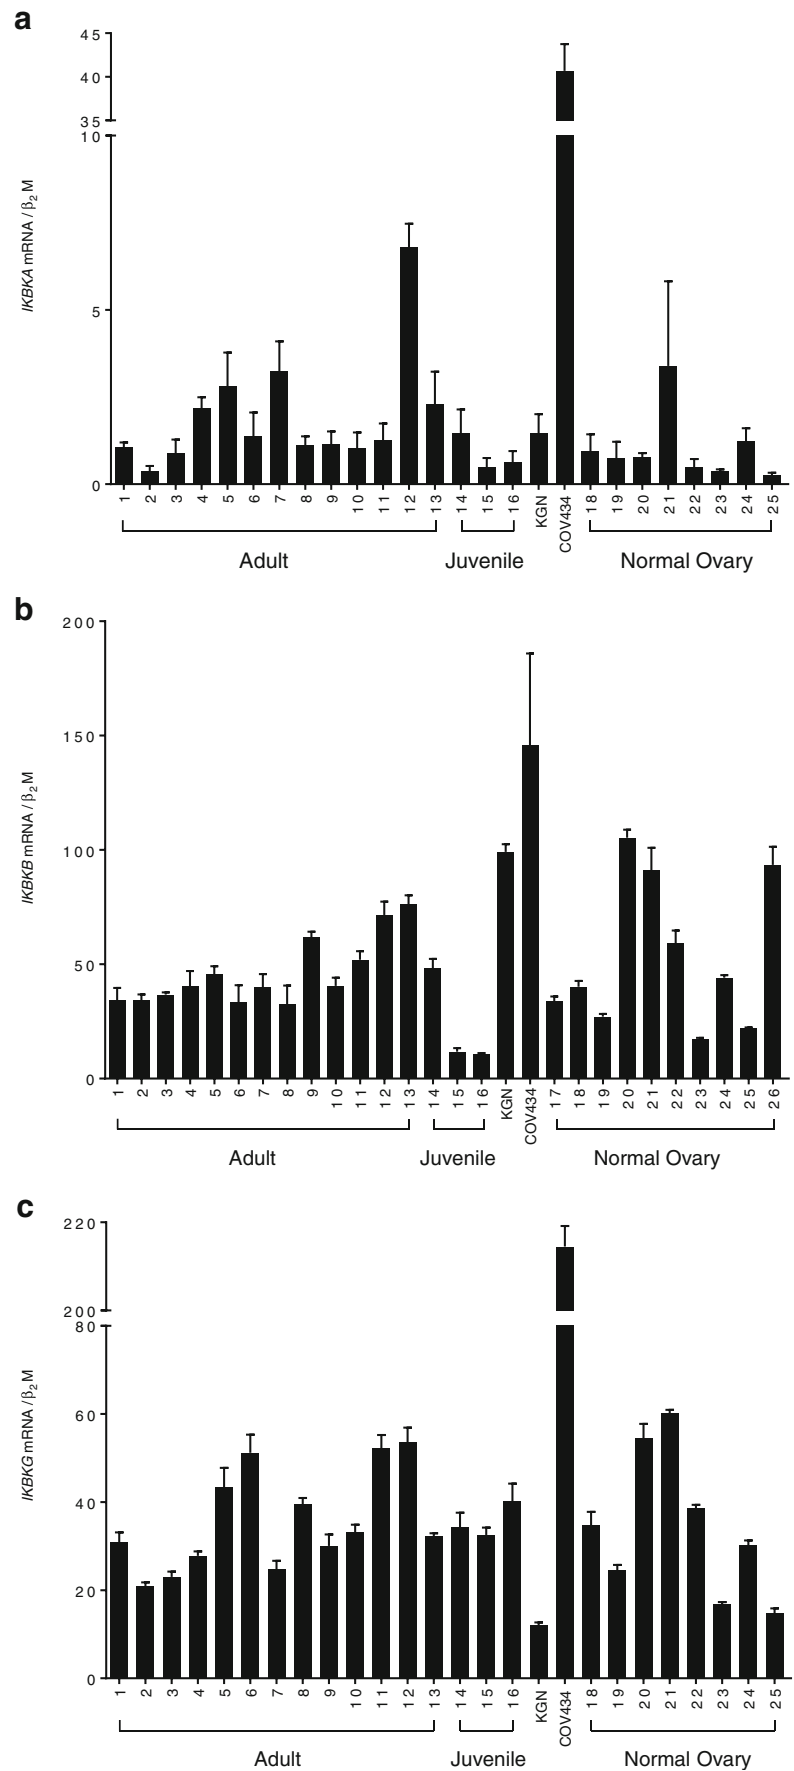 a
45
40
35
10
5
0
IKBKA mRNA / β2 M
1 2 3 4 5 6 7 8 9 10 11 12 13 14 15 16 KGN COV434 18 19 20 21 22 23 24 25
Adult Juvenile Normal Ovary
b
200
150
100
50
0
IKBKB mRNA / β2 M
1 2 3 4 5 6 7 8 9 10 11 12 13 14 15 16 KGN COV434 17 18 19 20 21 22 23 24 25 26
Adult Juvenile Normal Ovary
c
220
200
80
60
40
20
0
IKBKG mRNA / β2 M
1 2 3 4 5 6 7 8 9 10 11 12 13 14 15 16 KGN COV434 18 19 20 21 22 23 24 25
Adult Juvenile Normal Ovary